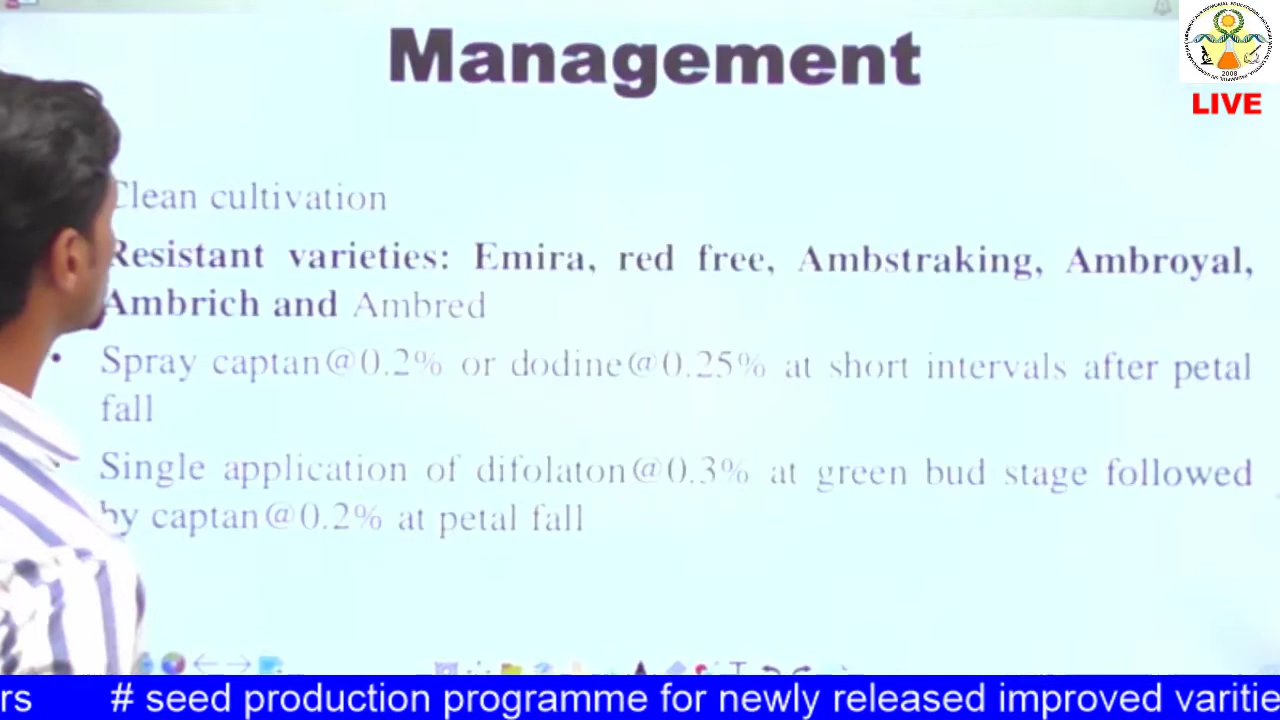 Management
LIVE
Clean cultivation
Resistant varieties: Emira, red free, Ambstraking, Ambroyal,
Ambrich and Ambred
• Spray captan@0.2% or dodine@0.25% at short intervals after petal
fall
Single application of difolaton@0.3% at green bud stage followed
by captan@0.2% at petal fall
2008
rs # seed production programme for newly released improved varitie